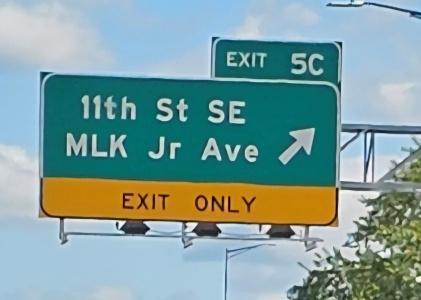 EXIT 5C
11th St SE
MLK Jr Ave
EXIT ONLY